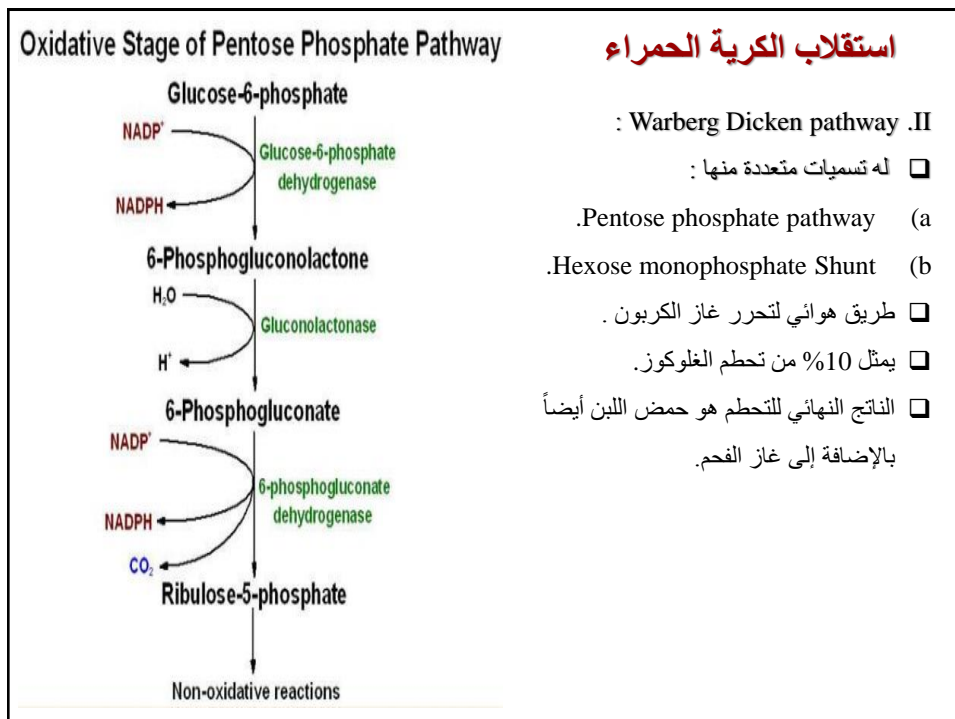 استقلاب الكرية الحمراء
II. Warberg Dicken pathway :
له تسميات متعددة منها :
a) Pentose phosphate pathway.
b) Hexose monophosphate Shunt.
طريق هوائي لتحرر غاز الكربون .
يمثل 10% من تحطم الغلوكوز.
الناتج النهائي للتحطم هو حمض اللبن أيضاً
بالإضافة إلى غاز الفحم.
Oxidative Stage of Pentose Phosphate Pathway
Glucose-6-phosphate
NADP⁺
Glucose-6-phosphate
dehydrogenase
NADPH
6-Phosphogluconolactone
H₂O
Gluconolactonase
H⁺
6-Phosphogluconate
NADP⁺
6-phosphogluconate
dehydrogenase
NADPH
CO₂
Ribulose-5-phosphate
Non-oxidative reactions